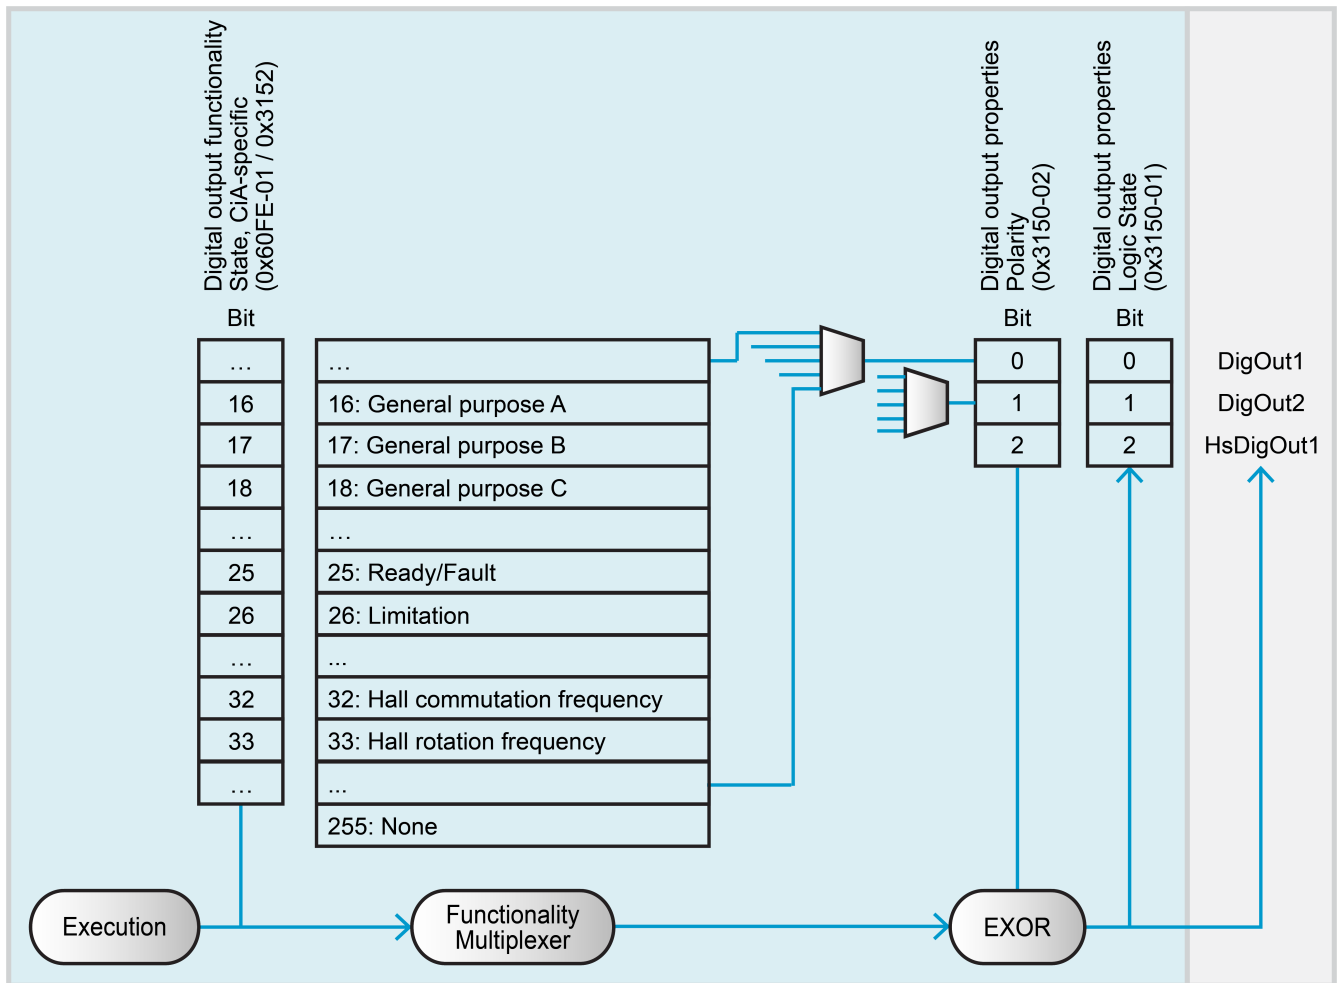 Digital output functionality
State, CiA-specific
(0x60FE-01 / 0x3152)
Digital output properties
Polarity
(0x3150-02)
Digital output properties
Logic State
(0x3150-01)
Bit
Bit
Bit
...
...
0
0
DigOut1
16
16: General purpose A
1
1
DigOut2
17
17: General purpose B
2
2
HsDigOut1
18
18: General purpose C
...
...
25
25: Ready/Fault
26
26: Limitation
...
...
32
32: Hall commutation frequency
33
33: Hall rotation frequency
...
...
255: None
Execution
Functionality
Multiplexer
EXOR